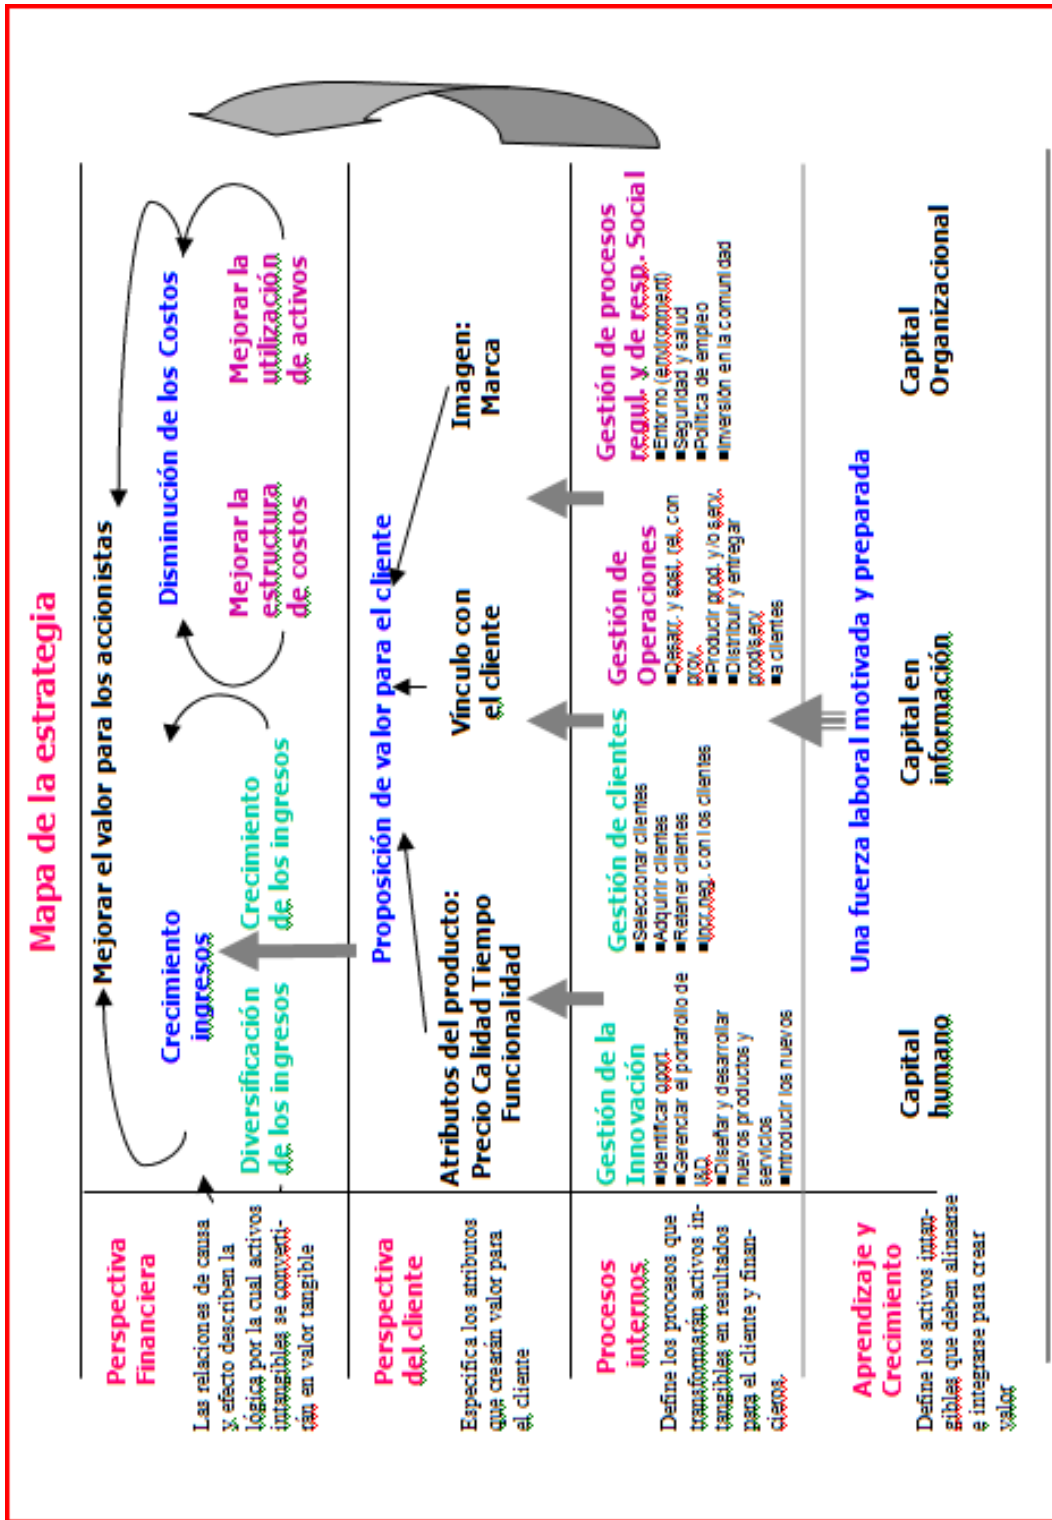 Mapa de la estrategia
Perspectiva
Financiera
Las relaciones de causa
y efecto describen la
lógica por la cual activos
intangibles se converti-
rán en valor tangible
Mejorar el valor para los accionistas
Crecimiento
ingresos
Disminución de los Costos
Diversificación
de los ingresos
Crecimiento
de los ingresos
Mejorar la
estructura
de costos
Mejorar la
utilización
de activos
Perspectiva
del cliente
Especifica los atributos
que crearán valor para
el cliente
Proposición de valor para el cliente
Atributos del producto:
Precio Calidad Tiempo
Funcionalidad
Vínculo con
el cliente
Imagen:
Marca
Procesos
internos
Define los procesos que
transformarán activos in-
tangibles en resultados
para el cliente y finan-
cieros.
Gestión de la
Innovación
■Identificar oport.
■Gerenciar el portafolio de
I&D
■Diseñar y desarrollar
nuevos productos y
servicios
■Introducir los nuevos
Gestión de clientes
■Seleccionar clientes
■Adquirir clientes
■Retener clientes
■Incr.neg. con los clientes
Gestión de
Operaciones
■Desarr. y sost. rel. con
prov.
■Producir prod. y/o serv.
■Distribuir y entregar
prod/serv
■a clientes
Gestión de procesos
regul. y de resp. Social
■Entorno (environment)
■Seguridad y salud
■Política de empleo
■Inversión en la comunidad
Aprendizaje y
Crecimiento
Define los activos intan-
gibles que deben alinearse
e integrarse para crear
valor
Una fuerza laboral motivada y preparada
Capital
humano
Capital en
información
Capital
Organizacional